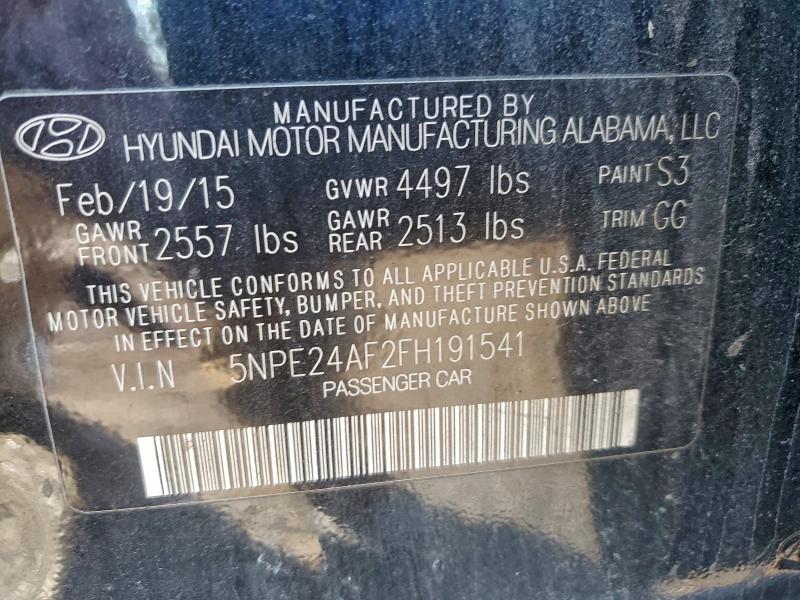 MANUFACTURED BY
HYUNDAI MOTOR MANUFACTURING ALABAMA, LLC
Feb/19/15 GVWR 4497 lbs PAINT S3
GAWR FRONT 2557 lbs GAWR REAR 2513 lbs TRIM GG
THIS VEHICLE CONFORMS TO ALL APPLICABLE U.S.A. FEDERAL
MOTOR VEHICLE SAFETY, BUMPER, AND THEFT PREVENTION STANDARDS
IN EFFECT ON THE DATE OF MANUFACTURE SHOWN ABOVE
V.I.N 5NPE24AF2FH191541
PASSENGER CAR